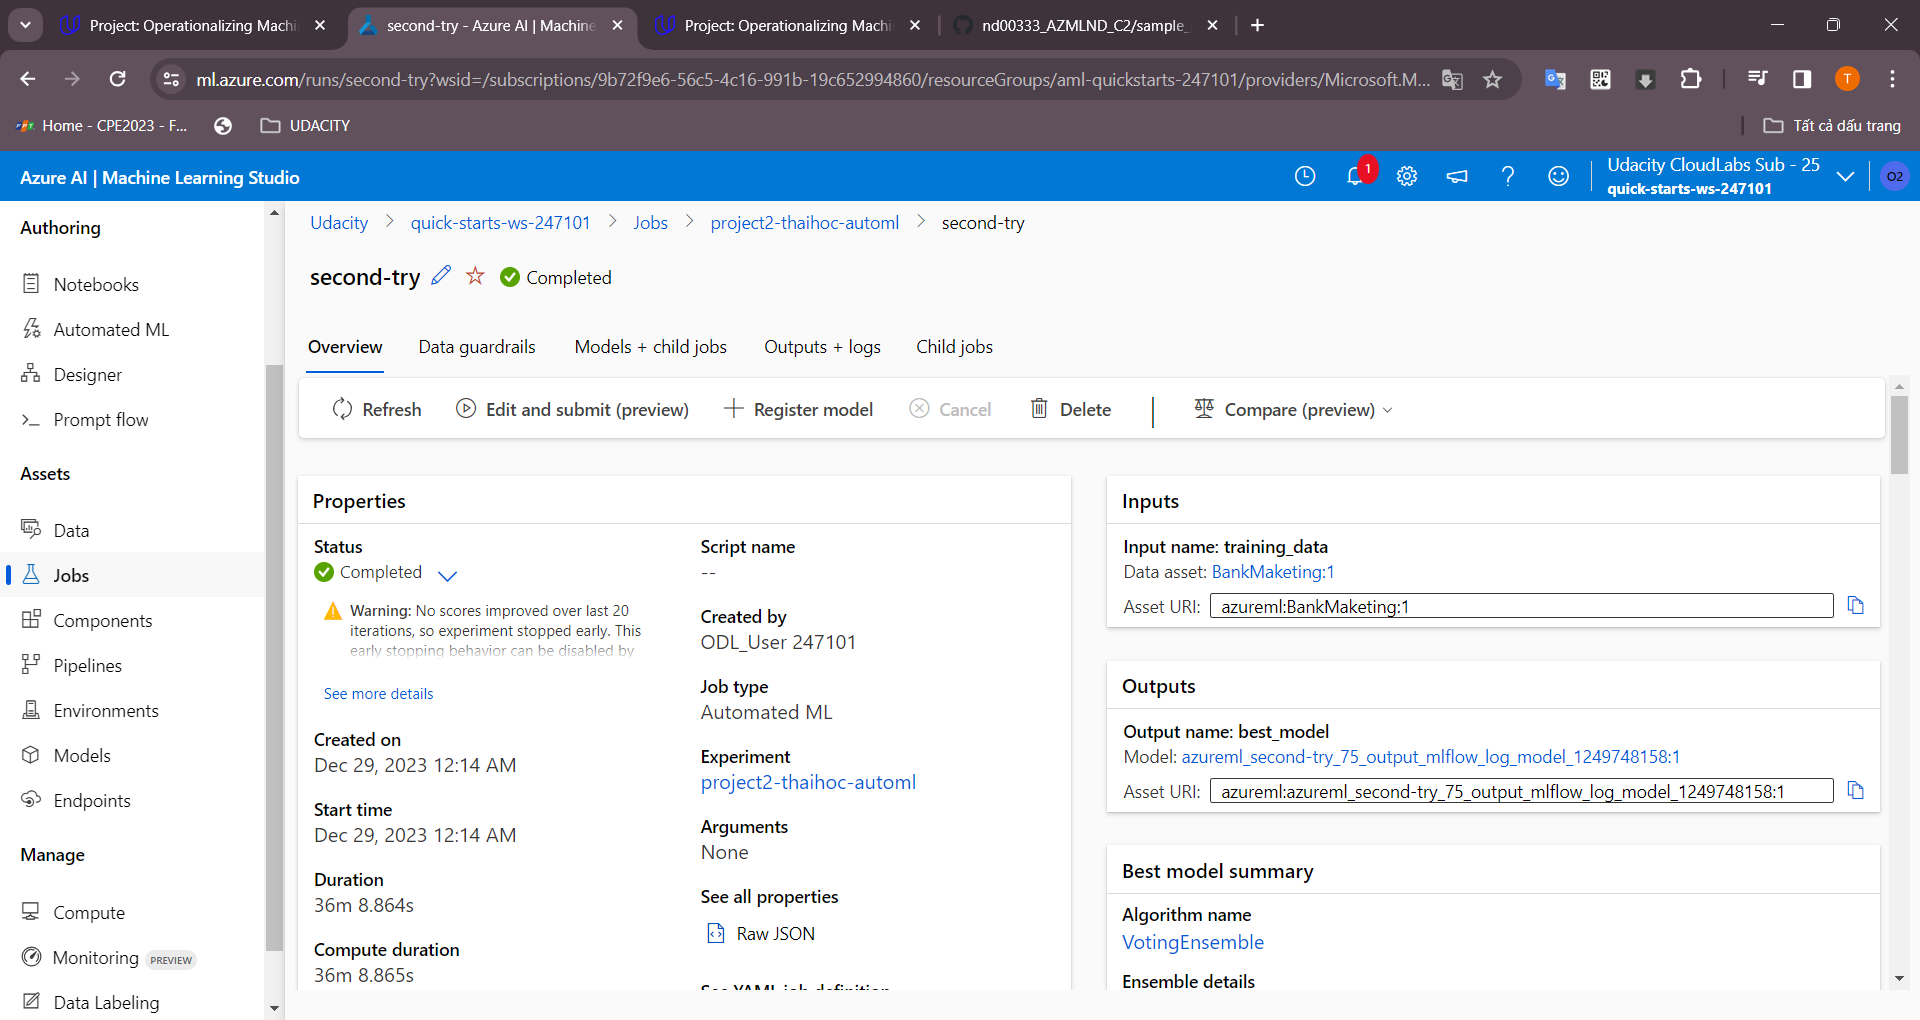 Project: Operationalizing Machi
second-try - Azure AI | Machine
Project: Operationalizing Machi
nd00333_AZMLND_C2/sample_
ml.azure.com/runs/second-try?wsid=/subscriptions/9b72f9e6-56c5-4c16-991b-19c652994860/resourceGroups/aml-quickstarts-247101/providers/Microsoft.M...
T
Home - CPE2023 - F...
UDACITY
Tất cả dấu trang
Azure AI | Machine Learning Studio
1
Udacity CloudLabs Sub - 25
quick-starts-ws-247101
O2
Authoring
Notebooks
Automated ML
Designer
Prompt flow
Assets
Data
Jobs
Components
Pipelines
Environments
Models
Endpoints
Manage
Compute
Monitoring PREVIEW
Data Labeling
Udacity > quick-starts-ws-247101 > Jobs > project2-thaihoc-automl > second-try
second-try Completed
Overview Data guardrails Models + child jobs Outputs + logs Child jobs
Refresh Edit and submit (preview) Register model Cancel Delete Compare (preview)
Properties
Status
Completed
Warning: No scores improved over last 20
iterations, so experiment stopped early. This
early stopping behavior can be disabled by
See more details
Created on
Dec 29, 2023 12:14 AM
Start time
Dec 29, 2023 12:14 AM
Duration
36m 8.864s
Compute duration
36m 8.865s
Script name
--
Created by
ODL_User 247101
Job type
Automated ML
Experiment
project2-thaihoc-automl
Arguments
None
See all properties
Raw JSON
See YAML job definition
Inputs
Input name: training_data
Data asset: BankMaketing:1
Asset URI: azureml:BankMaketing:1
Outputs
Output name: best_model
Model: azureml_second-try_75_output_mlflow_log_model_1249748158:1
Asset URI: azureml:azureml_second-try_75_output_mlflow_log_model_1249748158:1
Best model summary
Algorithm name
VotingEnsemble
Ensemble details